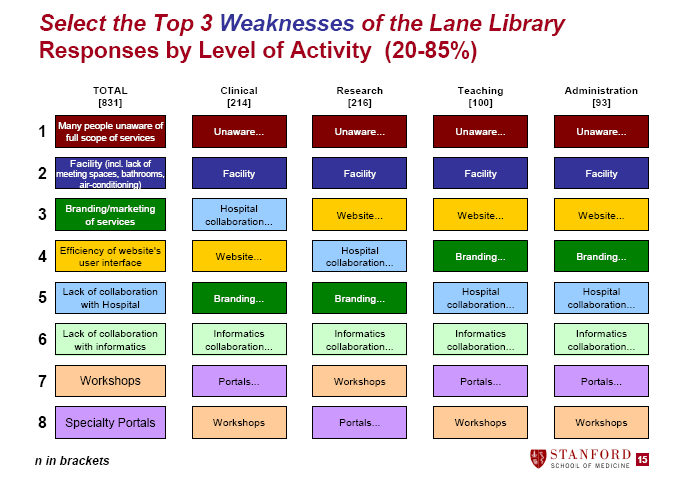 Select the Top 3 Weaknesses of the Lane Library
Responses by Level of Activity (20-85%)
TOTAL
[831]
Clinical
[214]
Research
[216]
Teaching
[100]
Administration
[93]
1
Many people unaware of
full scope of services
Unaware...
Unaware...
Unaware...
Unaware...
2
Facility (incl. lack of
meeting spaces, bathrooms,
air-conditioning)
Facility
Facility
Facility
Facility
3
Branding/marketing
of services
Hospital
collaboration...
Website...
Website...
Website...
4
Efficiency of website's
user interface
Website...
Hospital
collaboration...
Branding...
Branding...
5
Lack of collaboration
with Hospital
Branding...
Branding...
Hospital
collaboration...
Hospital
collaboration...
6
Lack of collaboration
with informatics
Informatics
collaboration...
Informatics
collaboration...
Informatics
collaboration...
Informatics
collaboration...
7
Workshops
Portals...
Workshops
Portals...
Portals...
8
Specialty Portals
Workshops
Portals...
Workshops
Workshops
n in brackets
STANFORD
SCHOOL OF MEDICINE
15